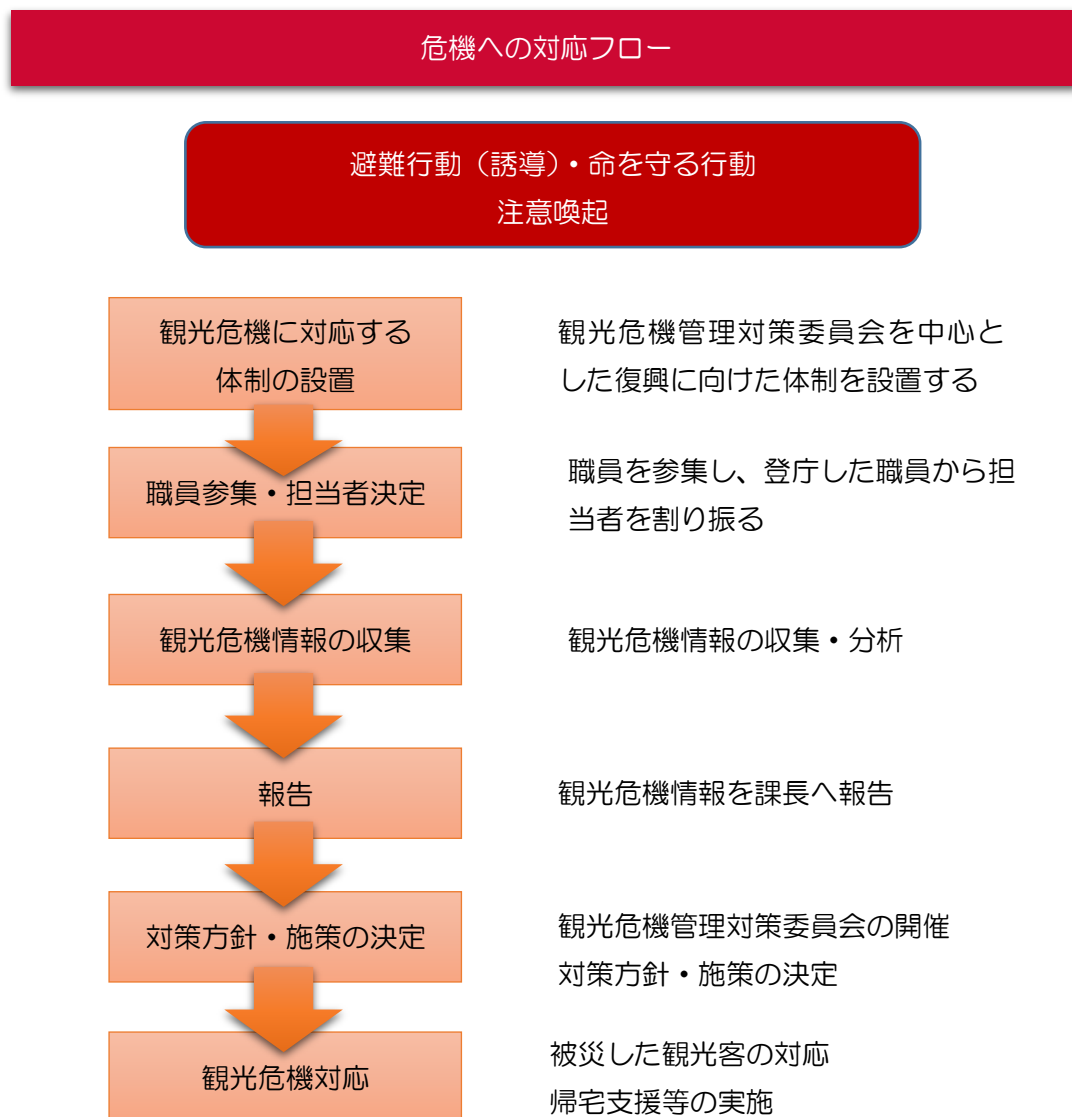 危機への対応フロー
避難行動（誘導）・命を守る行動
注意喚起
観光危機に対応する
体制の設置
観光危機管理対策委員会を中心と
した復興に向けた体制を設置する
職員参集・担当者決定
職員を参集し、登庁した職員から担
当者を割り振る
観光危機情報の収集
観光危機情報の収集・分析
報告
観光危機情報を課長へ報告
対策方針・施策の決定
観光危機管理対策委員会の開催
対策方針・施策の決定
観光危機対応
被災した観光客の対応
帰宅支援等の実施